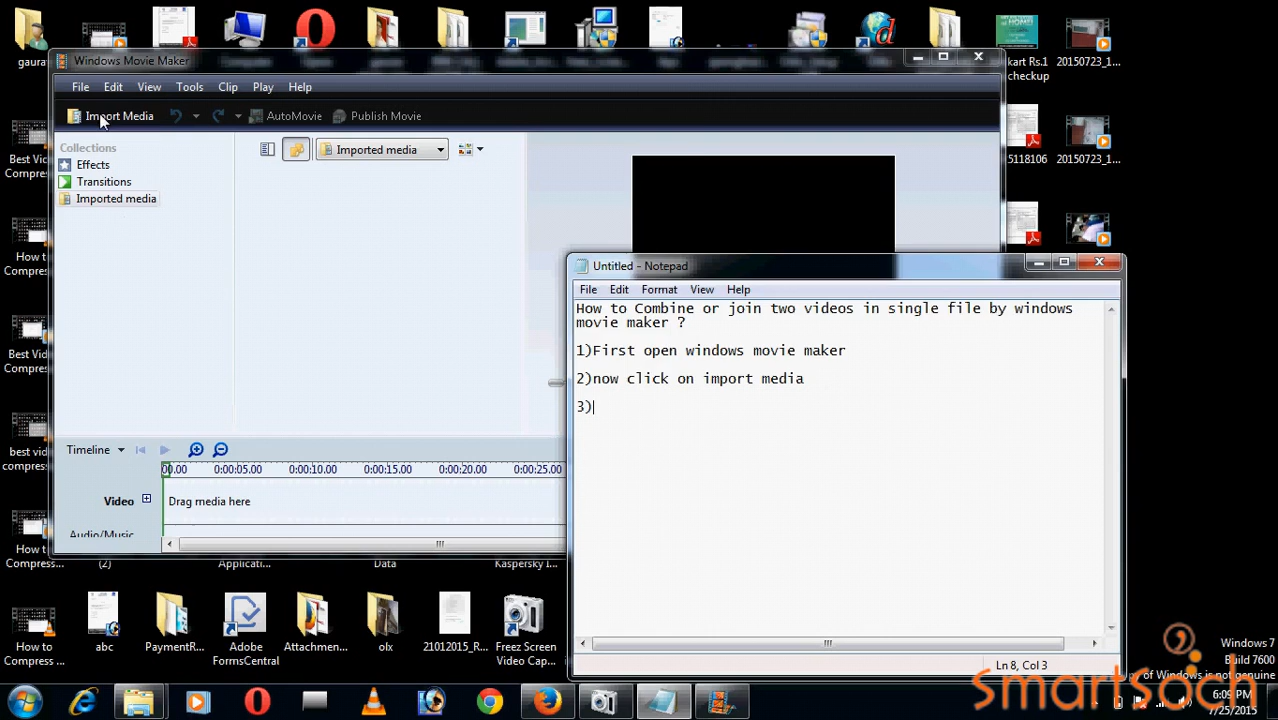 gaura
kart Rs.1
checkup
20150723_1...
Windows Movie Maker
File Edit View Tools Clip Play Help
Import Media AutoMovie Publish Movie
Collections
Effects
Transitions
Imported media
Imported me...
5118106
20150723_1...
Best Vid
Compres
How to
Compres
Best Vid
Compres
best vid
compress
How to
Compress...
Timeline
00.00 0:00:05.00 0:00:10.00 0:00:15.00 0:00:20.00 0:00:25.00
Video
Drag media here
Audio/Music
(2)
Applicati...
Data
Kaspersky I...
Untitled - Notepad
File Edit Format View Help
How to Combine or join two videos in single file by windows
movie maker ?
1)First open windows movie maker
2)now click on import media
3)
Ln 8, Col 3
How to
Compress ...
abc
PaymentR...
Adobe
FormsCentral
Attachmen...
olx
21012015_R...
Freez Screen
Video Cap...
Windows 7
Build 7600
of Windows is not genuine
smartsoch
6:09 PM
7/25/2015